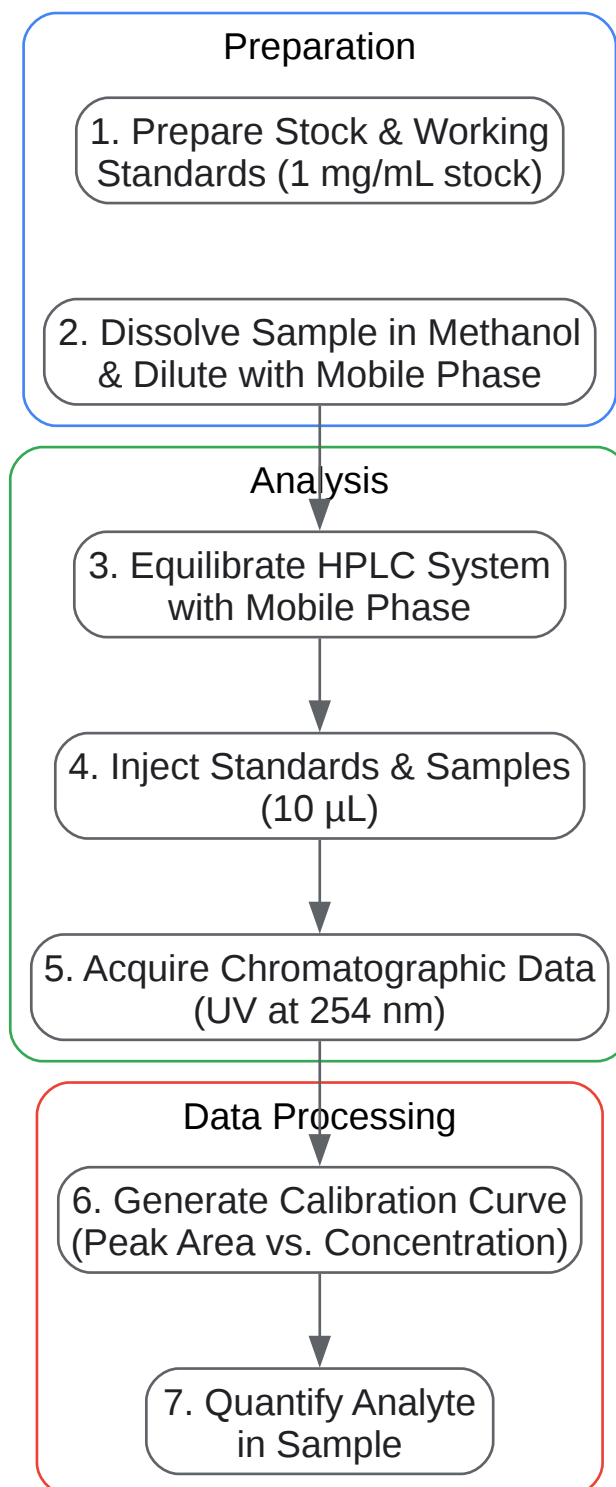 Preparation
1. Prepare Stock & Working
Standards (1 mg/mL stock)
2. Dissolve Sample in Methanol
& Dilute with Mobile Phase
Analysis
3. Equilibrate HPLC System
with Mobile Phase
4. Inject Standards & Samples
(10 µL)
5. Acquire Chromatographic Data
(UV at 254 nm)
Data Processing
6. Generate Calibration Curve
(Peak Area vs. Concentration)
7. Quantify Analyte
in Sample